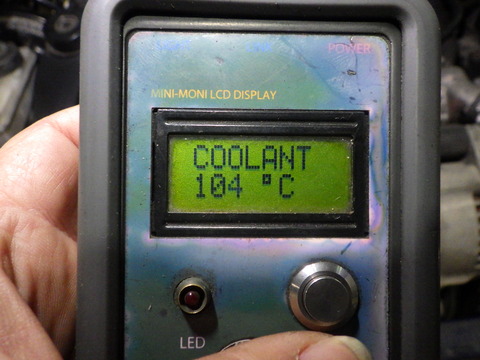 POWER
MINI-MONI LCD DISPLAY
COOLANT
104 °C
LED